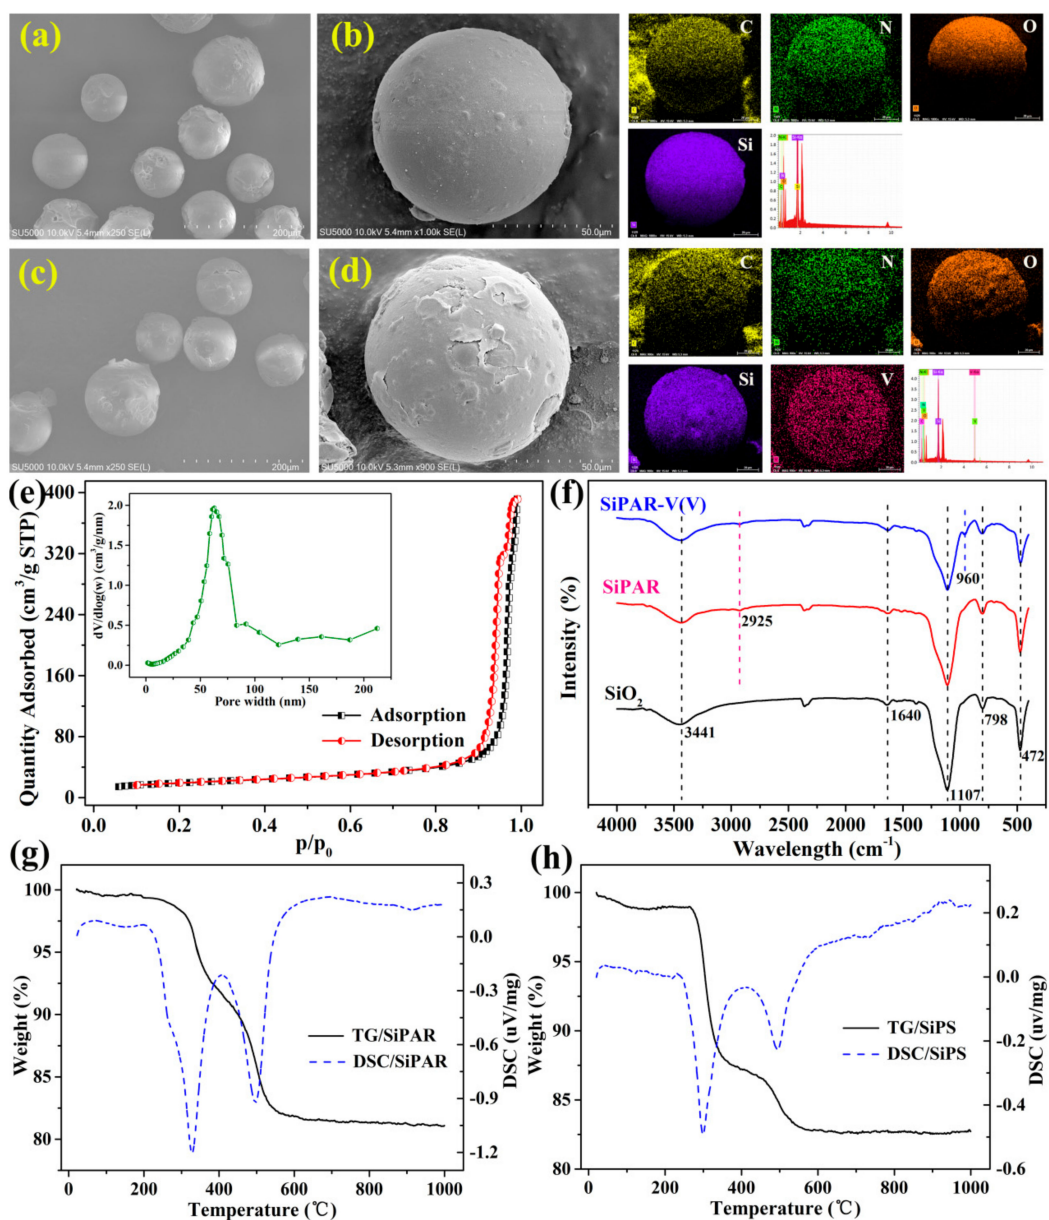 (a)
SU5000 10.0kV 5.4mm x250 SE(L)
200μm
(b)
SU5000 10.0kV 5.4mm x1.00k SE(L)
50.0μm
C
N
O
Si
(c)
SU5000 10.0kV 5.4mm x250 SE(L)
200μm
(d)
SU5000 10.0kV 5.3mm x900 SE(L)
50.0μm
C
N
O
Si
V
(e)
400
320
240
160
80
0
Quantity Adsorbed (cm³/g STP)
0.0 0.2 0.4 0.6 0.8 1.0
p/p₀
2.0
1.5
1.0
0.5
0.0
dV/dlog(w) (cm³/g/nm)
0 50 100 150 200
Pore width (nm)
Adsorption
Desorption
(f)
SiPAR-V(V)
960
SiPAR
2925
SiO₂
3441
1640
1107
798
472
Intensity (%)
4000 3500 3000 2500 2000 1500 1000 500
Wavelength (cm⁻¹)
(g)
100
95
90
85
80
Weight (%)
0.3
0.0
-0.3
-0.6
-0.9
-1.2
DSC (uV/mg)
TG/SiPAR
DSC/SiPAR
0 200 400 600 800 1000
Temperature (℃)
(h)
100
95
90
85
80
Weight (%)
0.2
0.0
-0.2
-0.4
-0.6
DSC (uv/mg)
TG/SiPS
DSC/SiPS
0 200 400 600 800 1000
Temperature (℃)